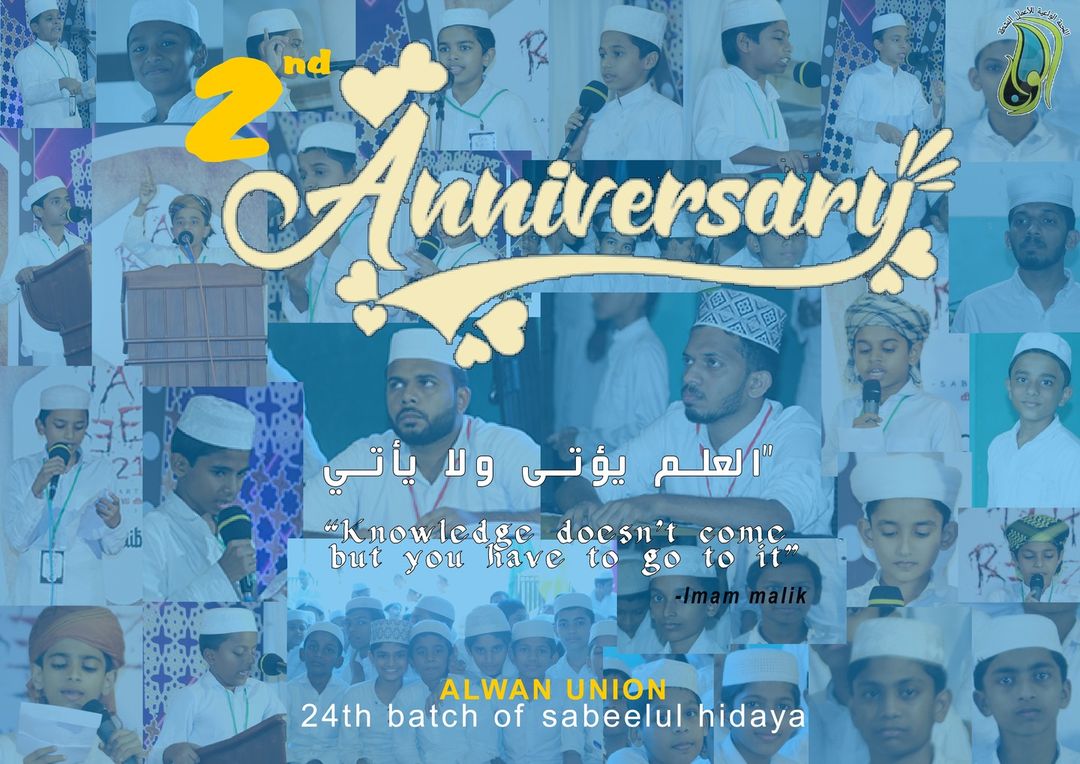 2nd
Anniversary
"العلم يؤتى ولا يأتي
“Knowledge doesn't come
but you have to go to it”
-Imam malik
ALWAN UNION
24th batch of sabeelul hidaya